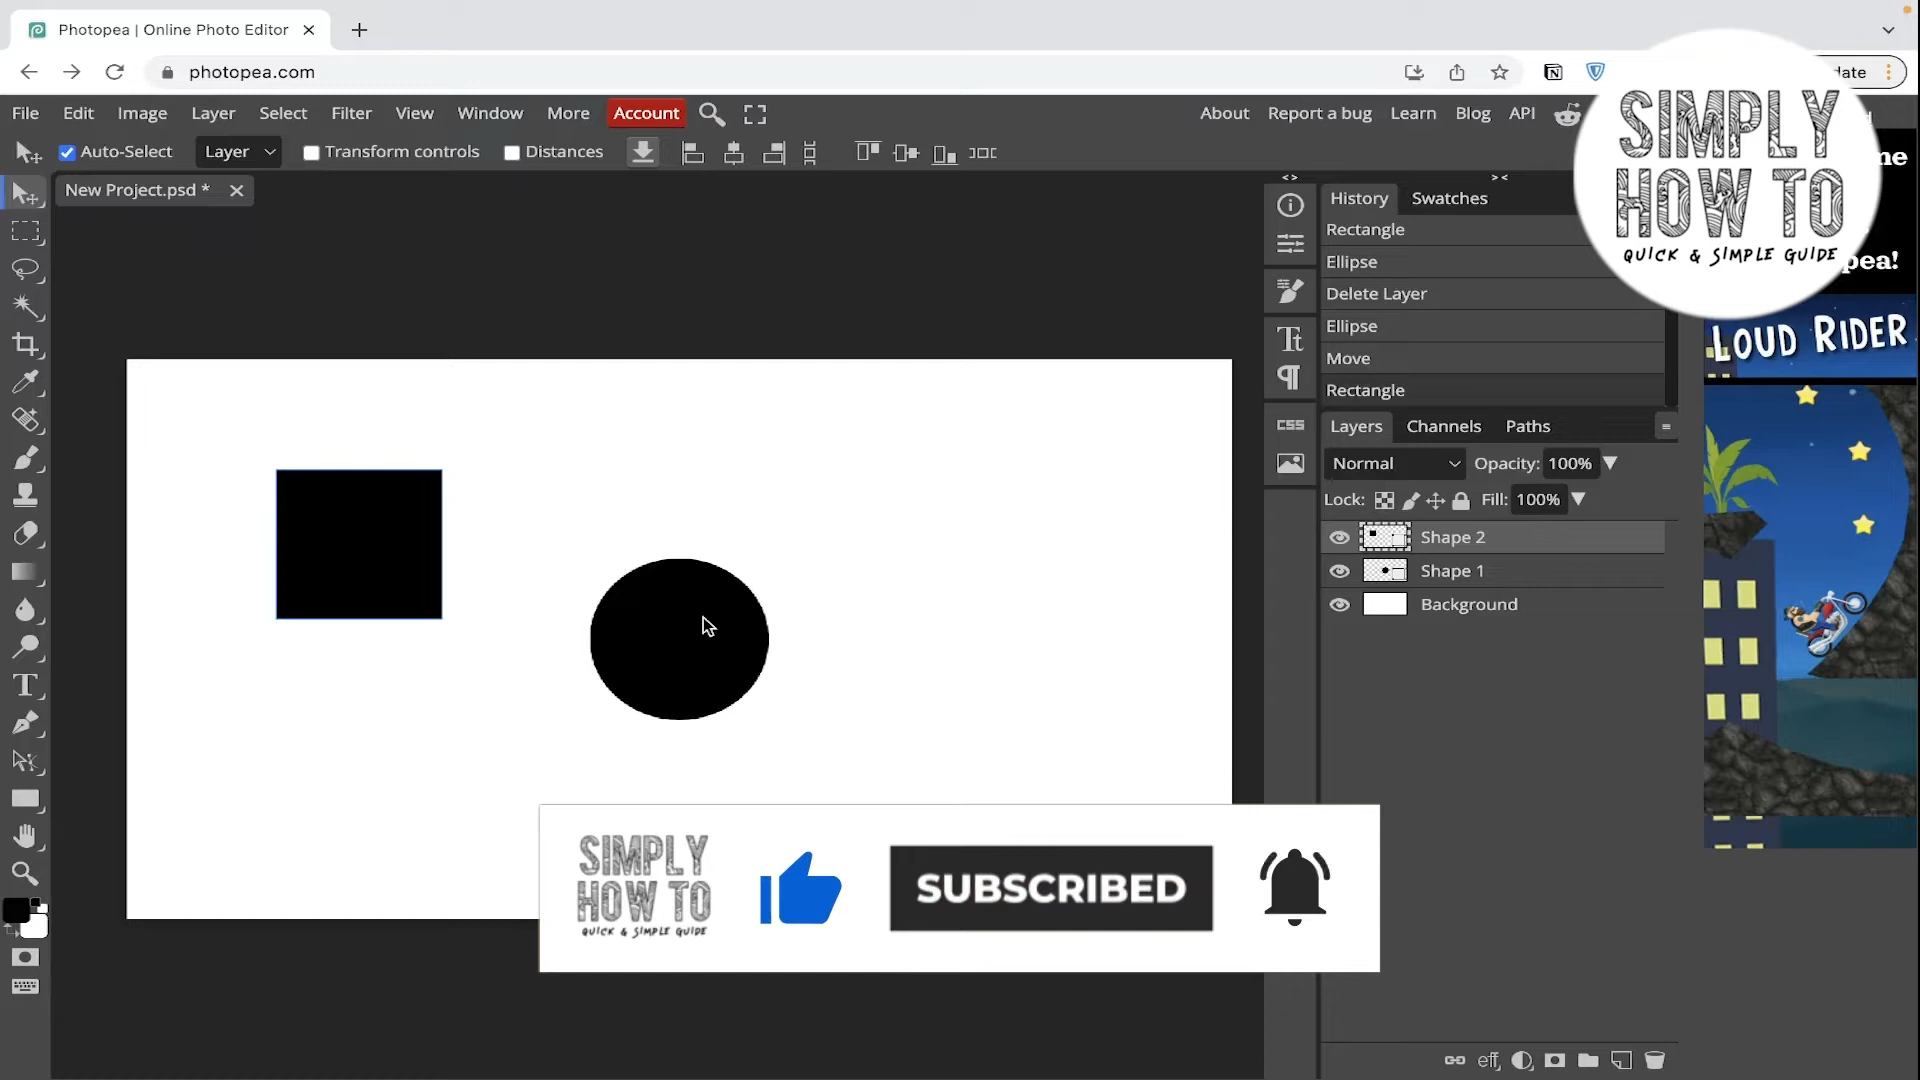 Photopea | Online Photo Editor
photopea.com
File Edit Image Layer Select Filter View Window More Account
About Report a bug Learn Blog API
Auto-Select Layer Transform controls Distances
New Project.psd *
SIMPLY
HOW TO
QUICK & SIMPLE GUIDE
History Swatches
Rectangle
Ellipse
Delete Layer
Ellipse
Move
Rectangle
LOUD RIDER
Layers Channels Paths
Normal Opacity: 100%
Lock: Fill: 100%
Shape 2
Shape 1
Background
CSS
SIMPLY
HOW TO
QUICK & SIMPLE GUIDE
SUBSCRIBED
eff